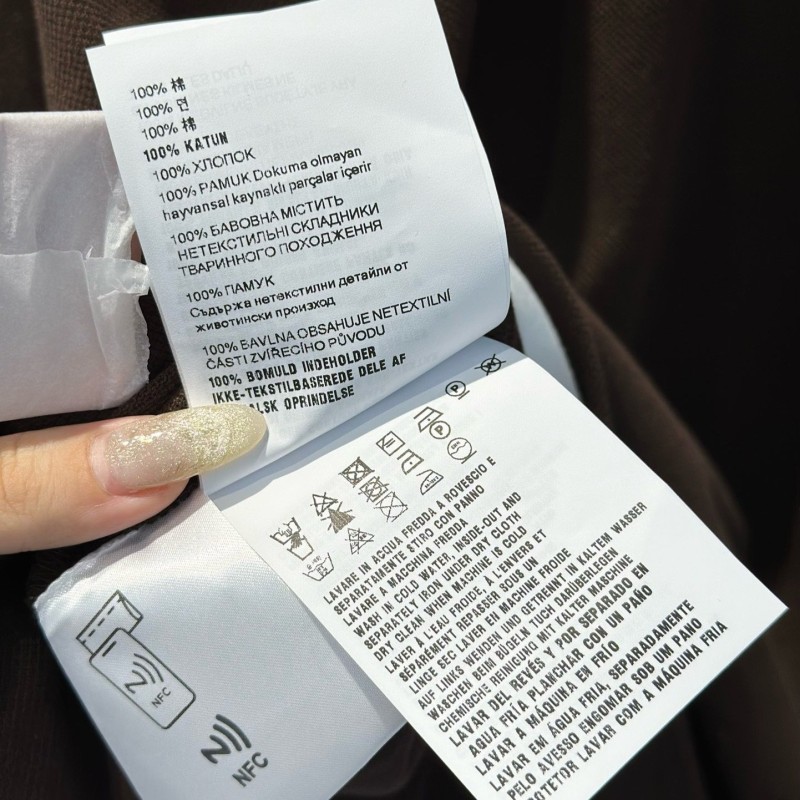 100% 棉
100% 면
100% 棉
100% KATUN
100% ХЛОПОК
100% PAMUK Dokuma olmayan
hayvansal kaynaklı parçalar içerir
100% БАВОВНА МІСТИТЬ
НЕТЕКСТИЛЬНІ СКЛАДНИКИ
ТВАРИННОГО ПОХОДЖЕННЯ
100% ПАМУК
Съдържа нетекстилни детайли от
животински произход
100% BAVLNA OBSAHUJE NETEXTILNÍ
ČÁSTI ZVÍŘECÍHO PŮVODU
100% BOMULD INDEHOLDER
IKKE-TEKSTILBASEREDE DELE AF
ALSK OPRINDELSE
LAVARE IN ACQUA FREDDA A ROVESCIO E
SEPARATAMENTE STIRO CON PANNO
LAVARE A MACCHINA FREDDA
WASH IN COLD WATER, INSIDE-OUT AND
SEPARATELY IRON UNDER DRY CLOTH
DRY CLEAN WHEN MACHINE IS COLD
LAVER À L'EAU FROIDE, À L'ENVERS ET
SÉPARÉMENT REPASSER SOUS UN
LINGE SEC LAVER EN MACHINE FROIDE
AUF LINKS WENDEN UND GETRENNT IN KALTEM WASSER
WASCHEN BEIM BÜGELN TUCH DARÜBERLEGEN
CHEMISCHE REINIGUNG MIT KALTER MASCHINE
LAVAR DEL REVÉS Y POR SEPARADO EN
AGUA FRÍA PLANCHAR CON UN PAÑO
LAVAR A MÁQUINA EN FRÍO
LAVAR EM ÁGUA FRIA, SEPARADAMENTE
PELO AVESSO ENGOMAR SOB UM PANO
ROTETOR LAVAR COM A MÁQUINA FRIA
NFC
NFC